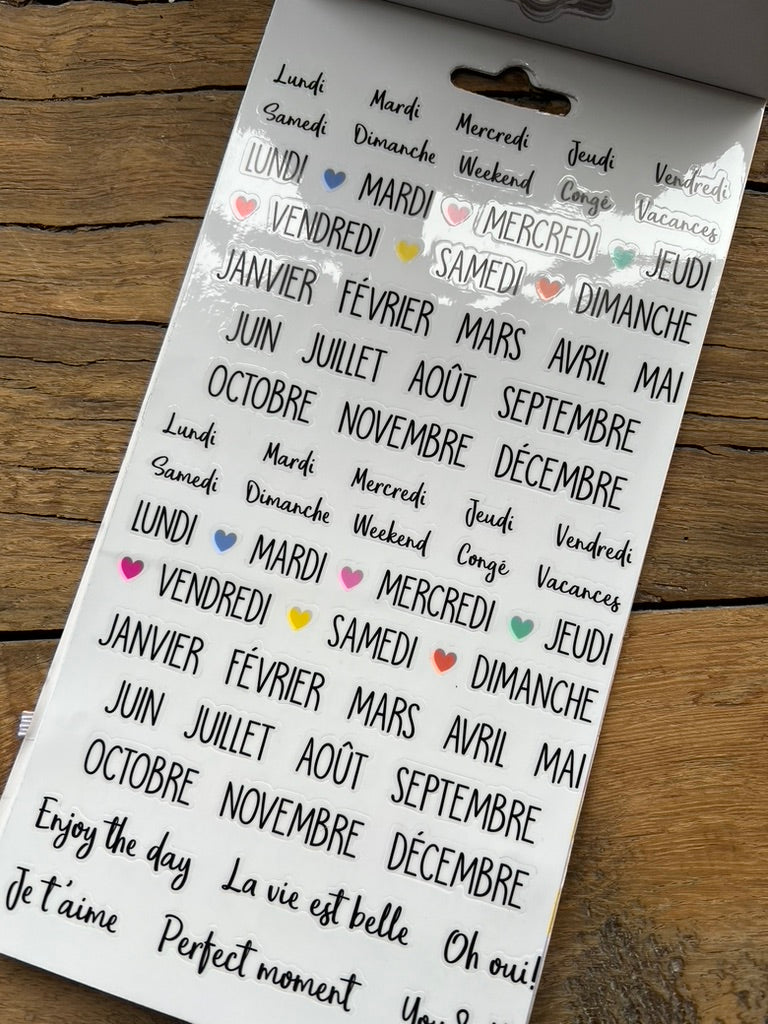 Lundi Mardi Mercredi Jeudi Vendredi
Samedi Dimanche Weekend Congé Vacances
LUNDI MARDI MERCREDI JEUDI
VENDREDI SAMEDI DIMANCHE
JANVIER FÉVRIER MARS AVRIL MAI
JUIN JUILLET AOÛT SEPTEMBRE
OCTOBRE NOVEMBRE DÉCEMBRE
Lundi Mardi Mercredi Jeudi Vendredi
Samedi Dimanche Weekend Congé Vacances
LUNDI MARDI MERCREDI JEUDI
VENDREDI SAMEDI DIMANCHE
JANVIER FÉVRIER MARS AVRIL MAI
JUIN JUILLET AOÛT SEPTEMBRE
OCTOBRE NOVEMBRE DÉCEMBRE
Enjoy the day La vie est belle Oh oui!
Je t'aime Perfect moment You &